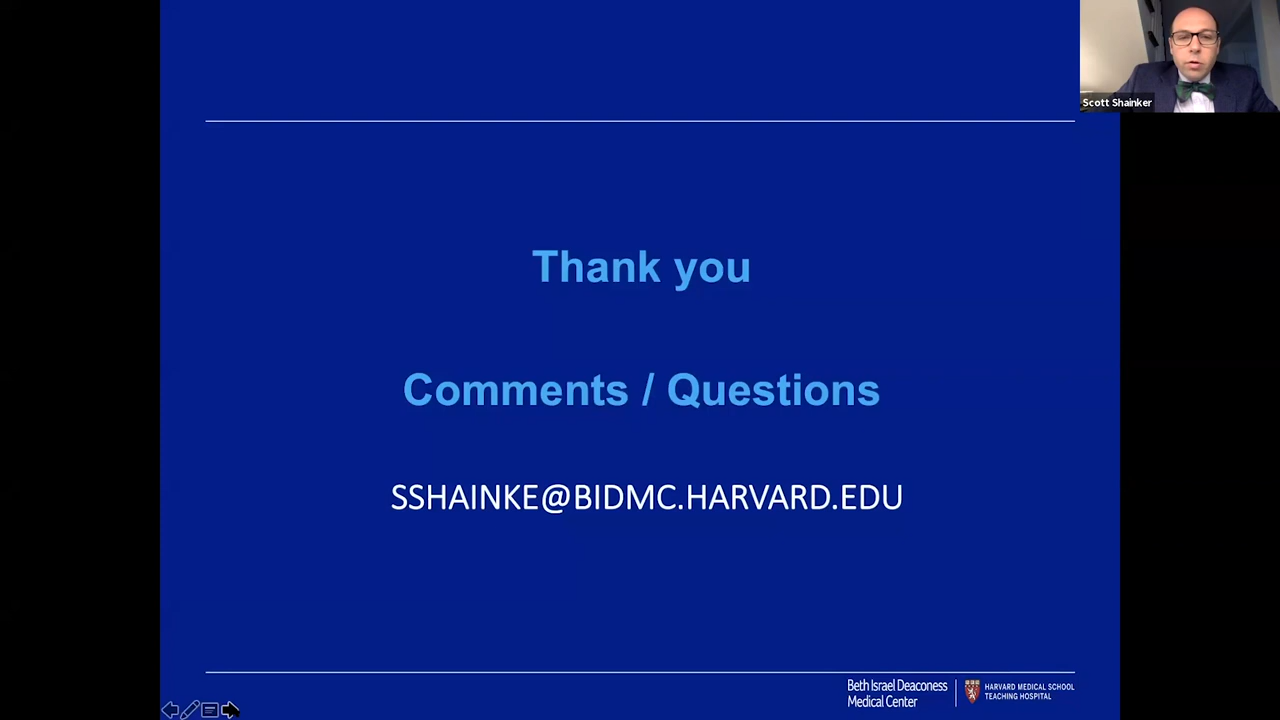 Scott Shainker
Thank you
Comments / Questions
SSHAINKE@BIDMC.HARVARD.EDU
Beth Israel Deaconess
Medical Center
HARVARD MEDICAL SCHOOL
TEACHING HOSPITAL